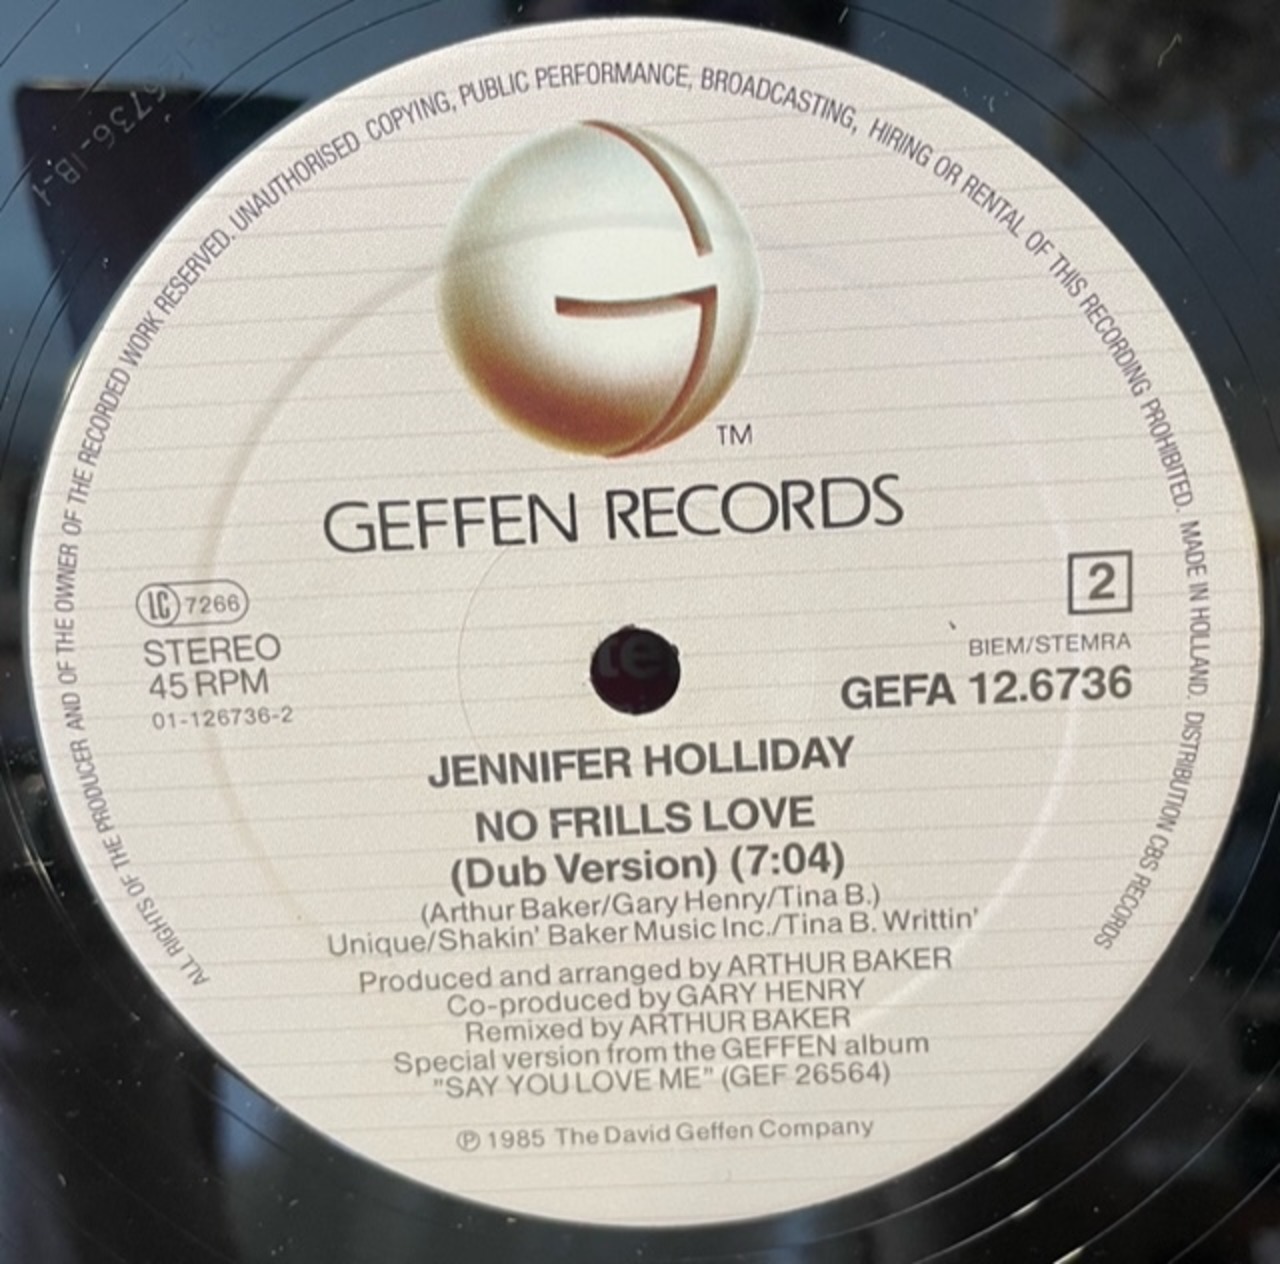 ALL RIGHTS OF THE PRODUCER AND OF THE OWNER OF THE RECORDED WORK RESERVED. UNAUTHORISED COPYING, PUBLIC PERFORMANCE, BROADCASTING, HIRING OR RENTAL OF THIS RECORDING PROHIBITED. MADE IN HOLLAND. DISTRIBUTION CBS RECORDS
TM
GEFFEN RECORDS
LC 7266
STEREO
45 RPM
01-126736-2
2
BIEM/STEMRA
GEFA 12.6736
JENNIFER HOLLIDAY
NO FRILLS LOVE
(Dub Version) (7:04)
(Arthur Baker/Gary Henry/Tina B.)
Unique/Shakin' Baker Music Inc./Tina B. Writtin'
Produced and arranged by ARTHUR BAKER
Co-produced by GARY HENRY
Remixed by ARTHUR BAKER
Special version from the GEFFEN album
"SAY YOU LOVE ME" (GEF 26564)
℗ 1985 The David Geffen Company